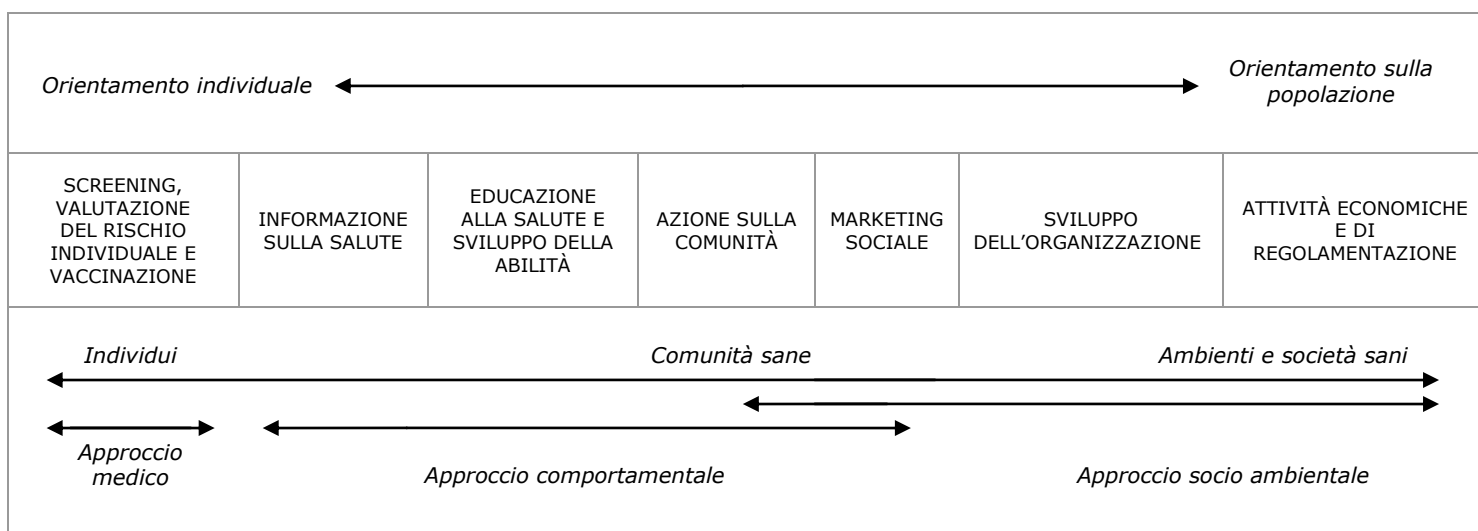 Orientamento individuale
Orientamento sulla
popolazione
SCREENING,
VALUTAZIONE
DEL RISCHIO
INDIVIDUALE E
VACCINAZIONE
INFORMAZIONE
SULLA SALUTE
EDUCAZIONE
ALLA SALUTE E
SVILUPPO DELLA
ABILITÀ
AZIONE SULLA
COMUNITÀ
MARKETING
SOCIALE
SVILUPPO
DELL’ORGANIZZAZIONE
ATTIVITÀ ECONOMICHE
E DI
REGOLAMENTAZIONE
Individui
Comunità sane
Ambienti e società sani
Approccio
medico
Approccio comportamentale
Approccio socio ambientale